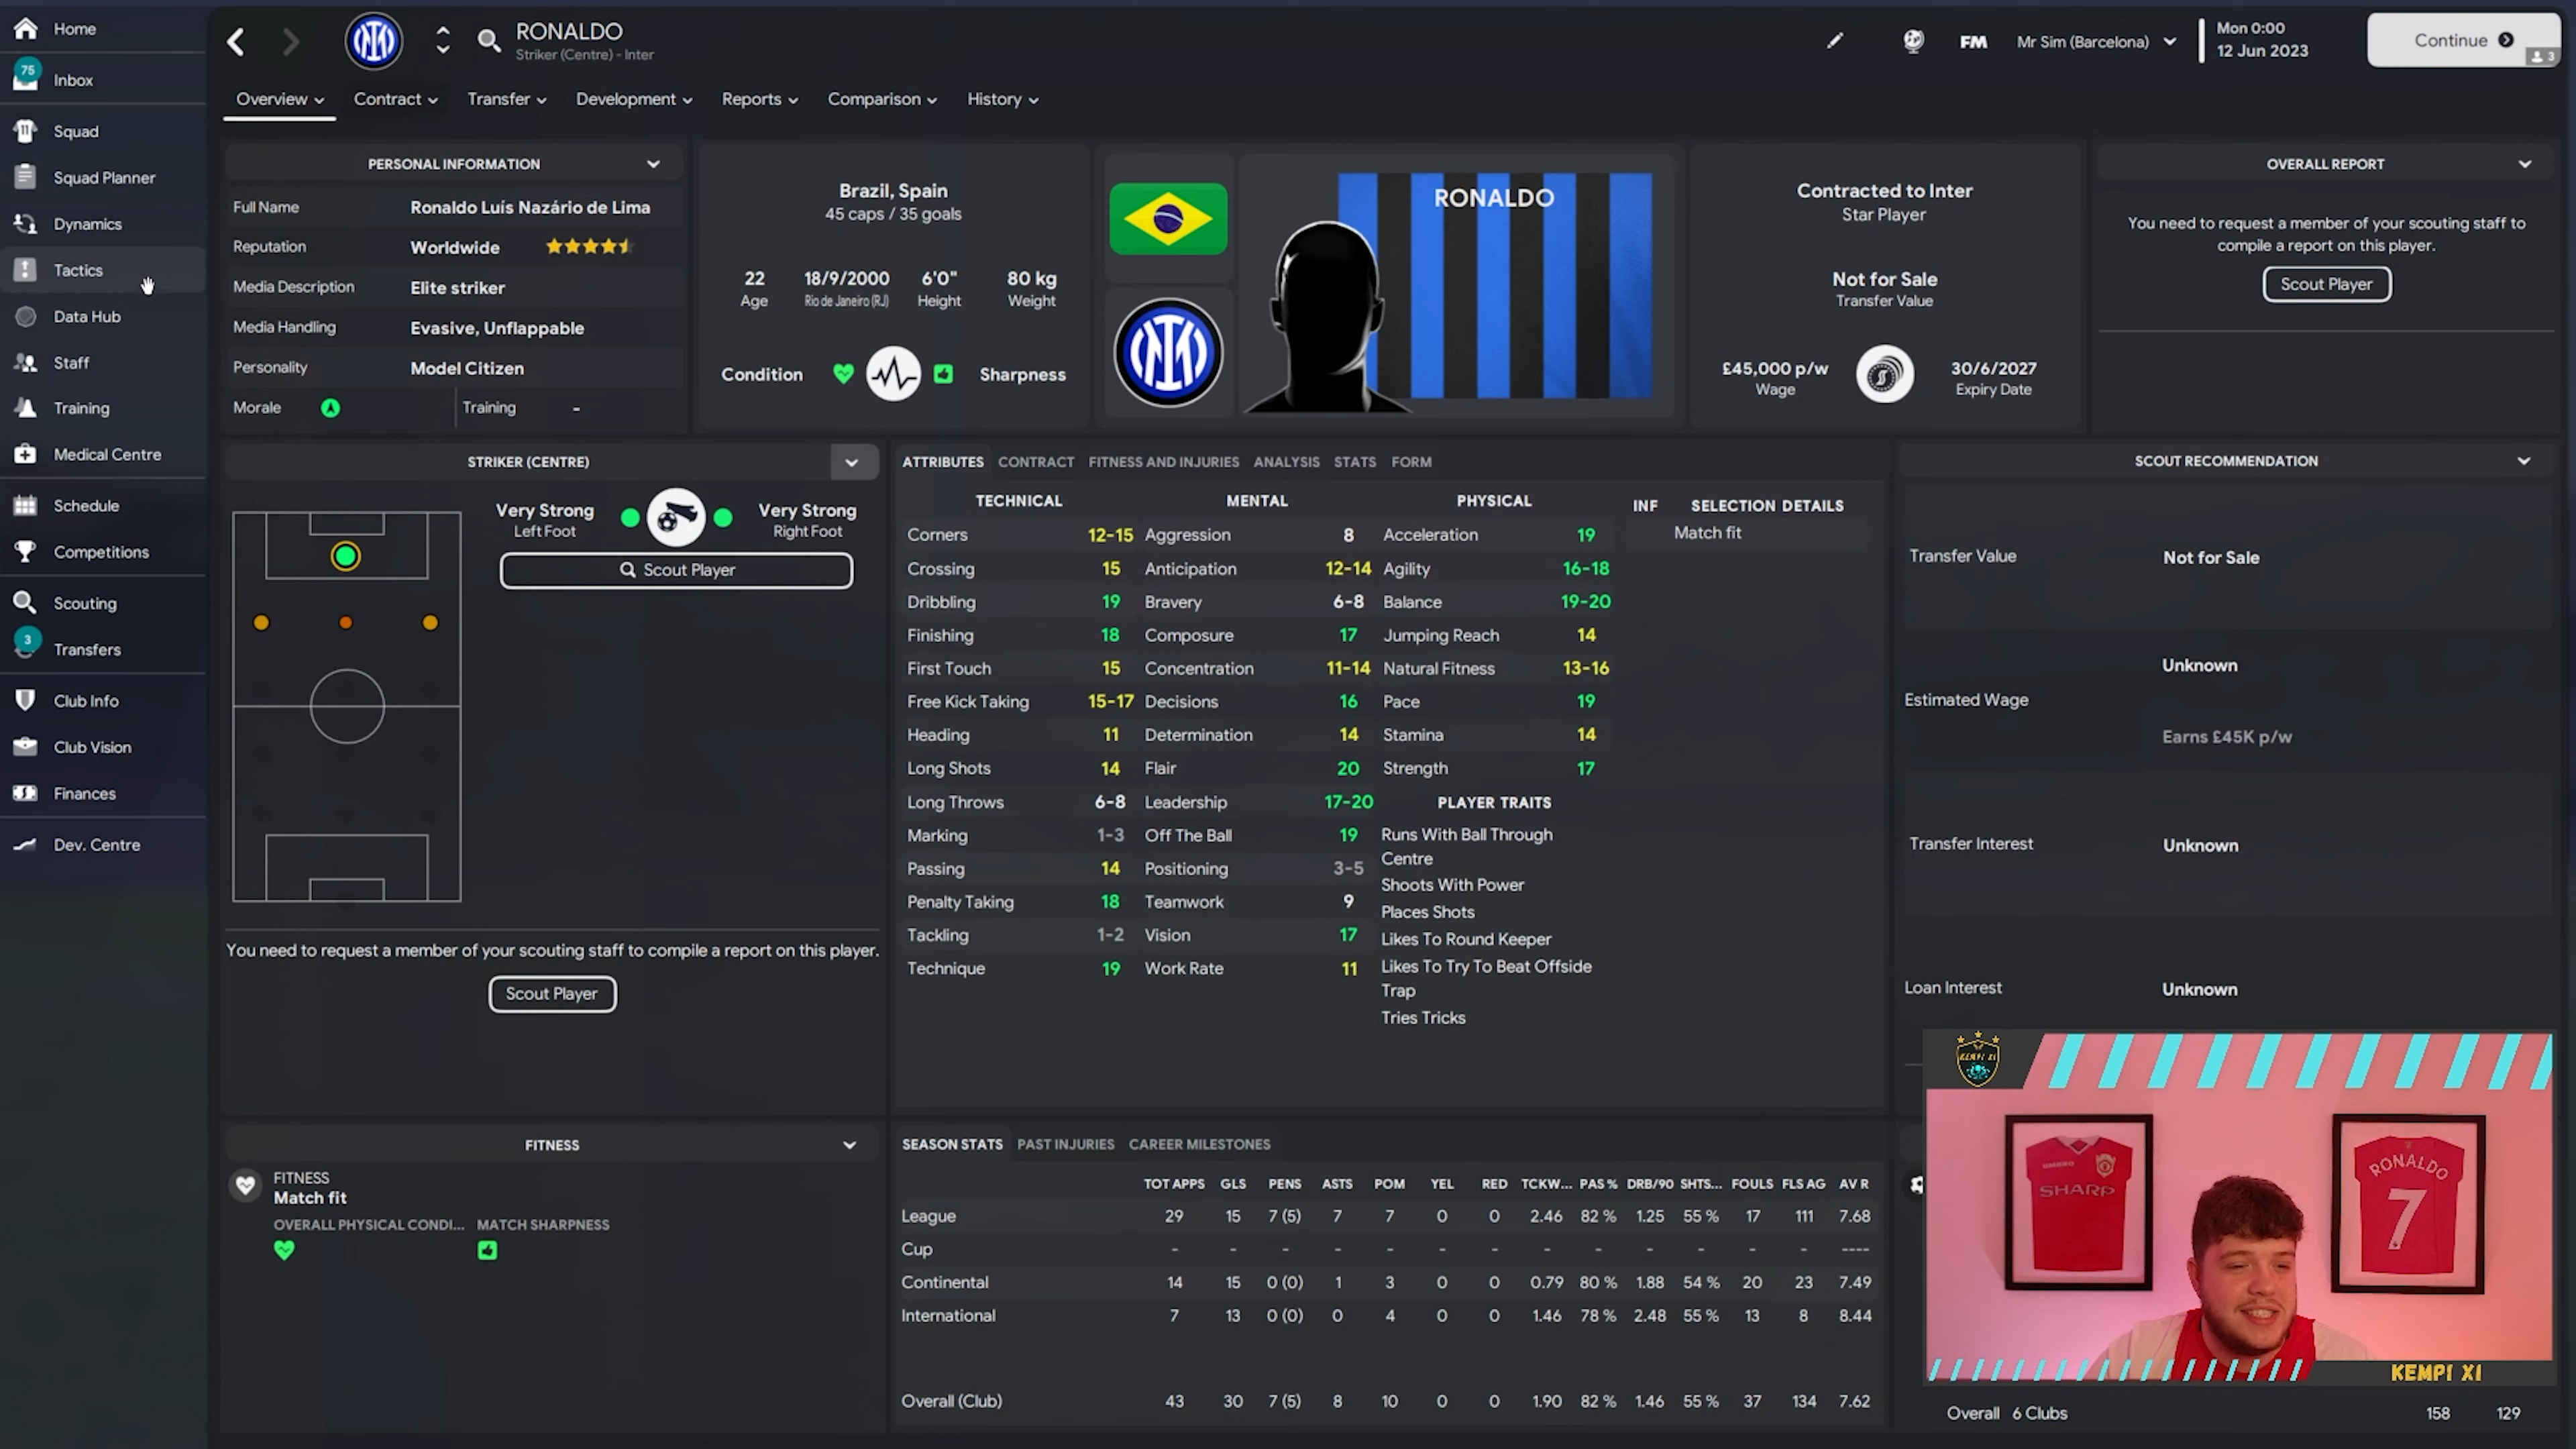 Home
75
Inbox
Squad
Squad Planner
Dynamics
Tactics
Data Hub
Staff
Training
Medical Centre
Schedule
Competitions
Scouting
3
Transfers
Club Info
Club Vision
Finances
Dev. Centre
RONALDO
Striker (Centre) - Inter
FM
Mr Sim (Barcelona)
Mon 0:00
12 Jun 2023
Continue
3
Overview Contract Transfer Development Reports Comparison History
PERSONAL INFORMATION
Full Name Ronaldo Luís Nazário de Lima
Reputation Worldwide
Media Description Elite striker
Media Handling Evasive, Unflappable
Personality Model Citizen
Morale Training -
Brazil, Spain
45 caps / 35 goals
22 18/9/2000 6'0" 80 kg
Age Rio de Janeiro (RJ) Height Weight
Condition Sharpness
RONALDO
Contracted to Inter
Star Player
Not for Sale
Transfer Value
£45,000 p/w 30/6/2027
Wage Expiry Date
OVERALL REPORT
You need to request a member of your scouting staff to
compile a report on this player.
Scout Player
STRIKER (CENTRE)
Very Strong Very Strong
Left Foot Right Foot
Scout Player
You need to request a member of your scouting staff to compile a report on this player.
Scout Player
ATTRIBUTES CONTRACT FITNESS AND INJURIES ANALYSIS STATS FORM
TECHNICAL MENTAL PHYSICAL INF SELECTION DETAILS
Corners 12-15 Aggression 8 Acceleration 19 Match fit
Crossing 15 Anticipation 12-14 Agility 16-18
Dribbling 19 Bravery 6-8 Balance 19-20
Finishing 18 Composure 17 Jumping Reach 14
First Touch 15 Concentration 11-14 Natural Fitness 13-16
Free Kick Taking 15-17 Decisions 16 Pace 19
Heading 11 Determination 14 Stamina 14
Long Shots 14 Flair 20 Strength 17
Long Throws 6-8 Leadership 17-20 PLAYER TRAITS
Marking 1-3 Off The Ball 19 Runs With Ball Through
Centre
Passing 14 Positioning 3-5 Shoots With Power
Penalty Taking 18 Teamwork 9 Places Shots
Tackling 1-2 Vision 17 Likes To Round Keeper
Technique 19 Work Rate 11 Likes To Try To Beat Offside
Trap
Tries Tricks
SCOUT RECOMMENDATION
Transfer Value Not for Sale
Unknown
Estimated Wage
Earns £45K p/w
Transfer Interest Unknown
Loan Interest Unknown
FITNESS
FITNESS
Match fit
OVERALL PHYSICAL CONDI... MATCH SHARPNESS
SEASON STATS PAST INJURIES CAREER MILESTONES
TOT APPS GLS PENS ASTS POM YEL RED TCKW... PAS % DRB/90 SHTS... FOULS FLS AG AV R
League 29 15 7 (5) 7 7 0 0 2.46 82 % 1.25 55 % 17 111 7.68
Cup - - - - - - - - - - - - - ----
Continental 14 15 0 (0) 1 3 0 0 0.79 80 % 1.88 54 % 20 23 7.49
International 7 13 0 (0) 0 4 0 0 1.46 78 % 2.48 55 % 13 8 8.44
Overall (Club) 43 30 7 (5) 8 10 0 0 1.90 82 % 1.46 55 % 37 134 7.62
KEMPI XI
UMBRO
SHARP
RONALDO
7
KEMPI XI
Overall 6 Clubs 158 129